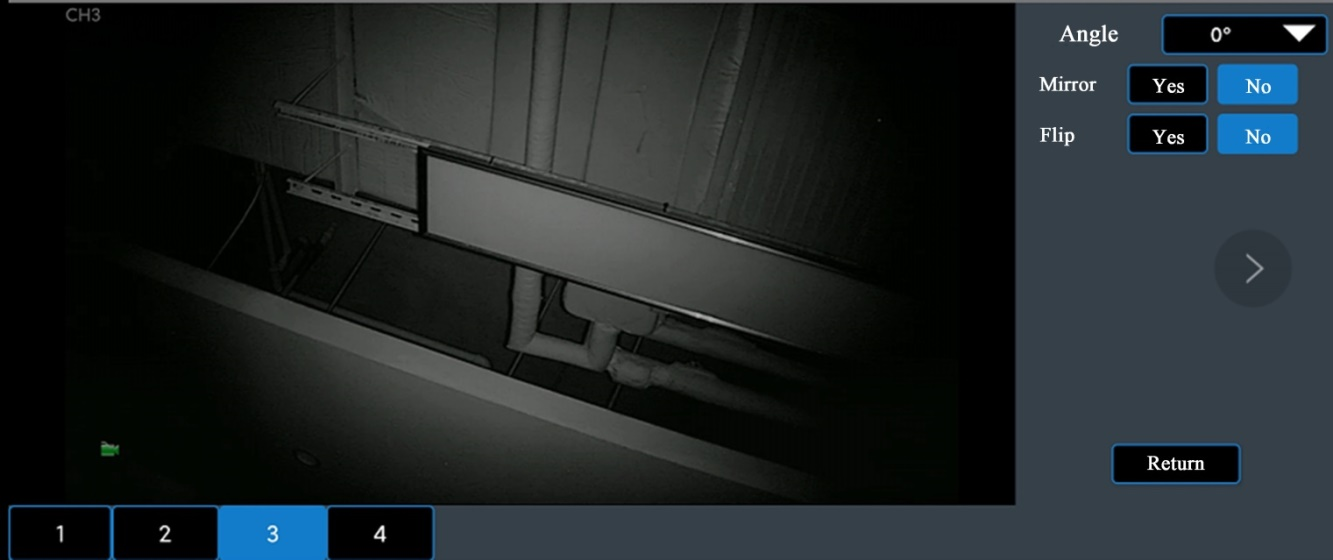 CH3
Angle 0°
Mirror Yes No
Flip Yes No
Return
1 2 3 4